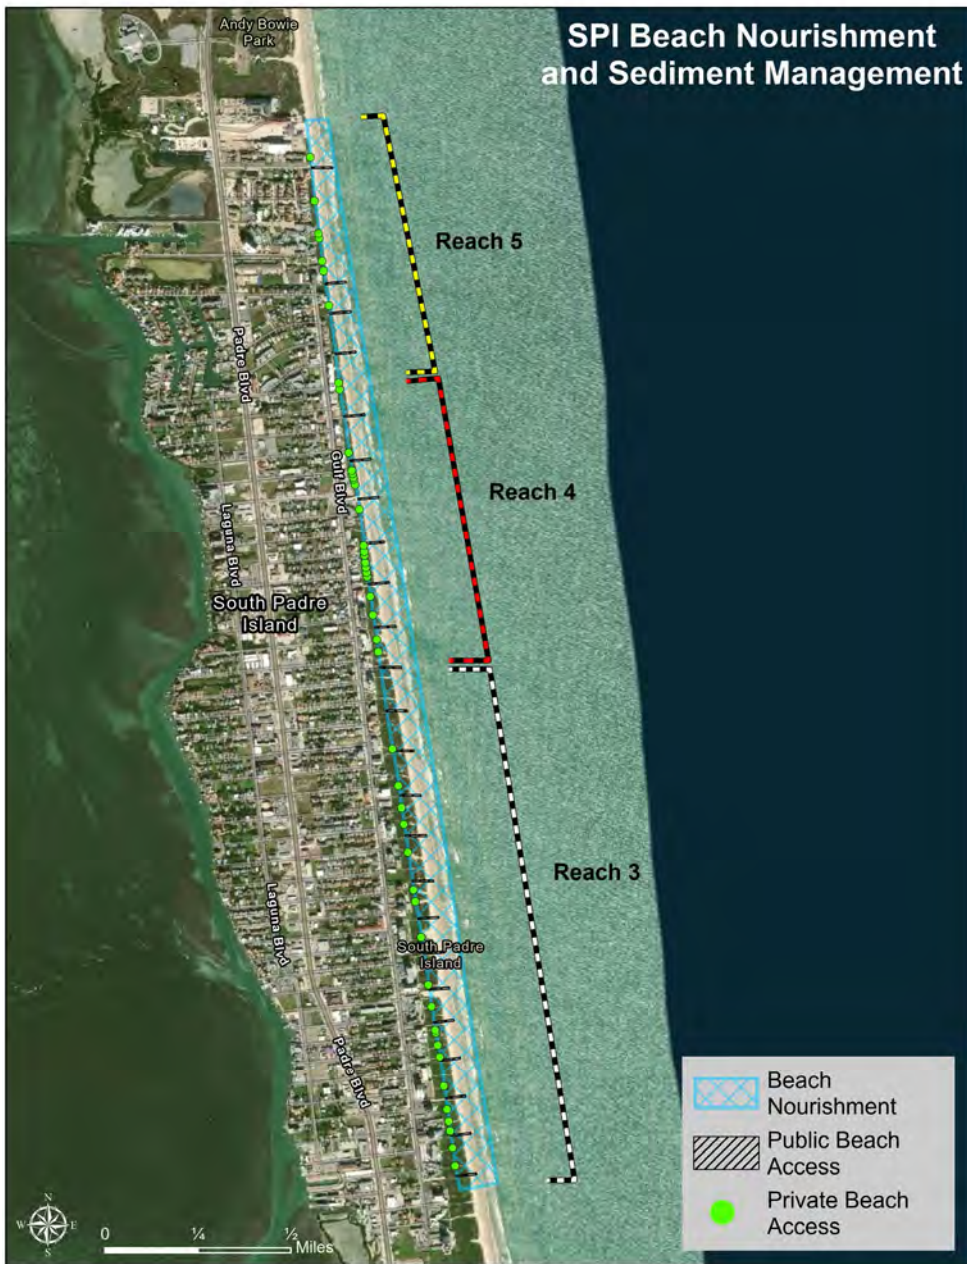 Andy Bowie
Park
SPI Beach Nourishment
and Sediment Management
Reach 5
Padre Blvd
Gulf Blvd
Reach 4
Laguna Blvd
South Padre
Island
Reach 3
Laguna Blvd
South Padre
Island
Padre Blvd
Beach
Nourishment
Public Beach
Access
Private Beach
Access
N
W E
S
0 ¼ ½
Miles